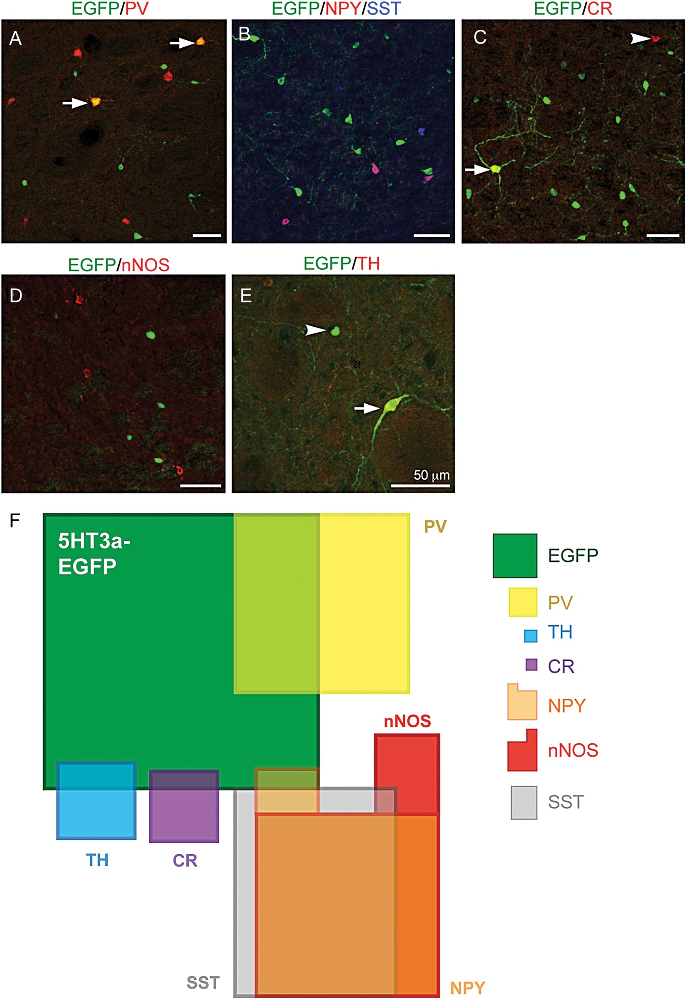 EGFP/PV
EGFP/NPY/SST
EGFP/CR
A
B
C
EGFP/nNOS
EGFP/TH
D
E
a
50 μm
F
5HT3a-
EGFP
PV
nNOS
TH
CR
SST
NPY
EGFP
PV
TH
CR
NPY
nNOS
SST